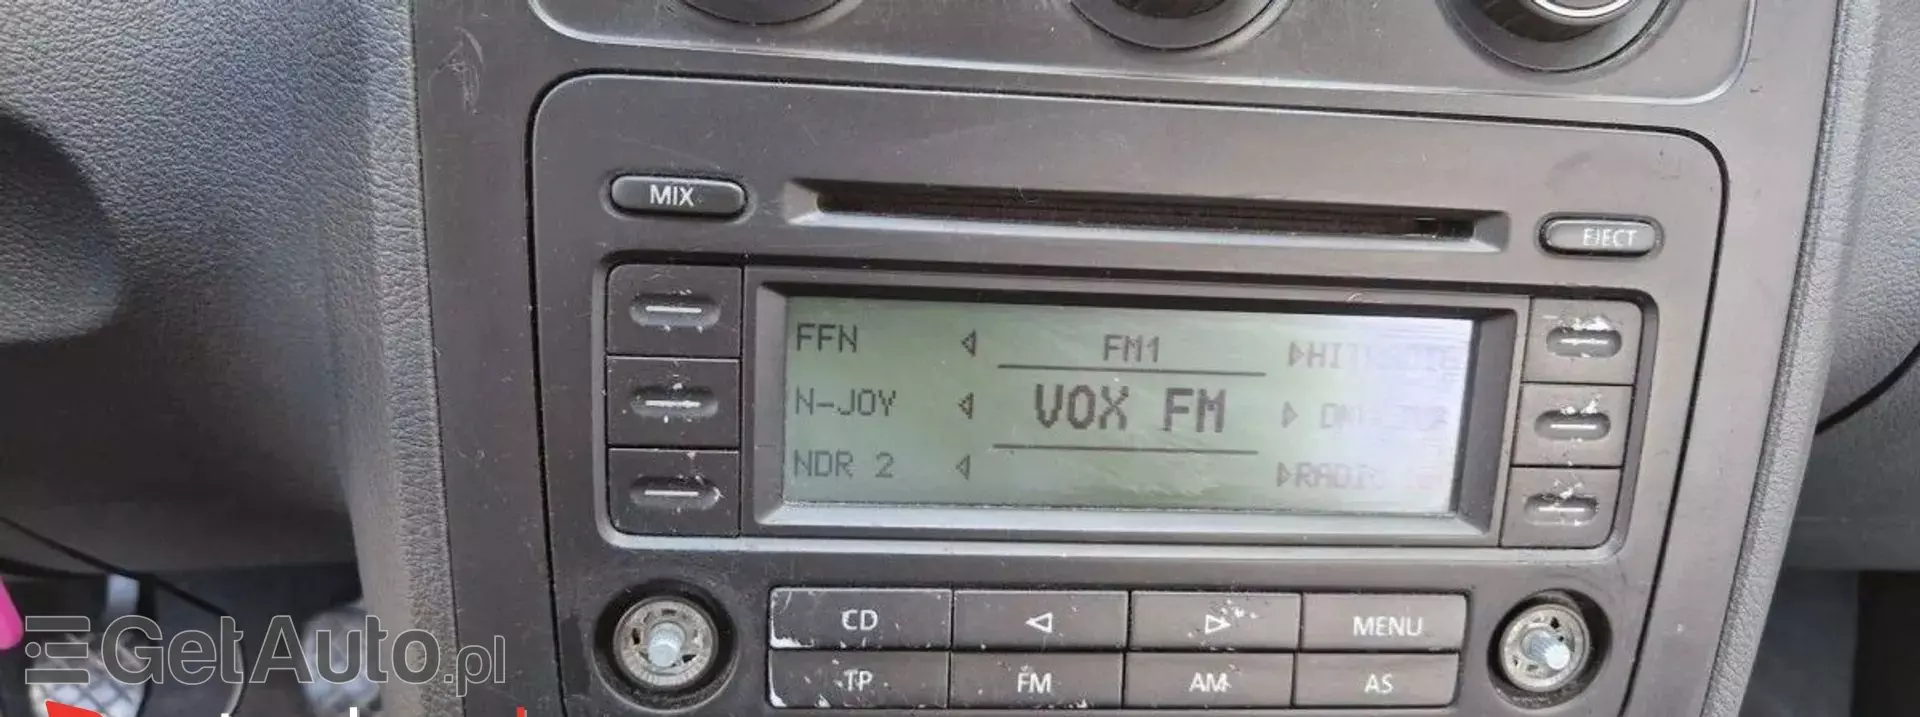 MIX
EJECT
FFN
FM1
N-JOY
VOX FM
NDR 2
CD
MENU
TP
FM
AM
AS
GetAuto.pl